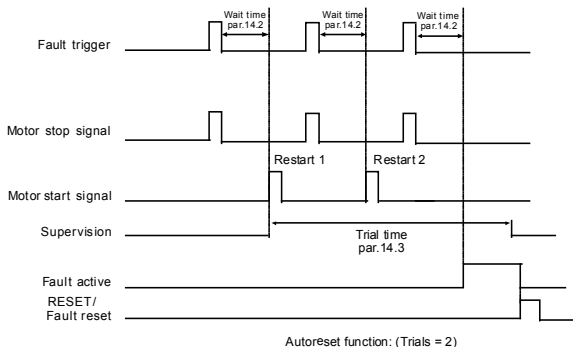 Wait time
par.14.2
Wait time
par.14.2
Wait time
par.14.2
Fault trigger
Motor stop signal
Restart 1
Restart 2
Motor start signal
Supervision
Trial time
par.14.3
Fault active
RESET/
Fault reset
Autoreset function: (Trials = 2)